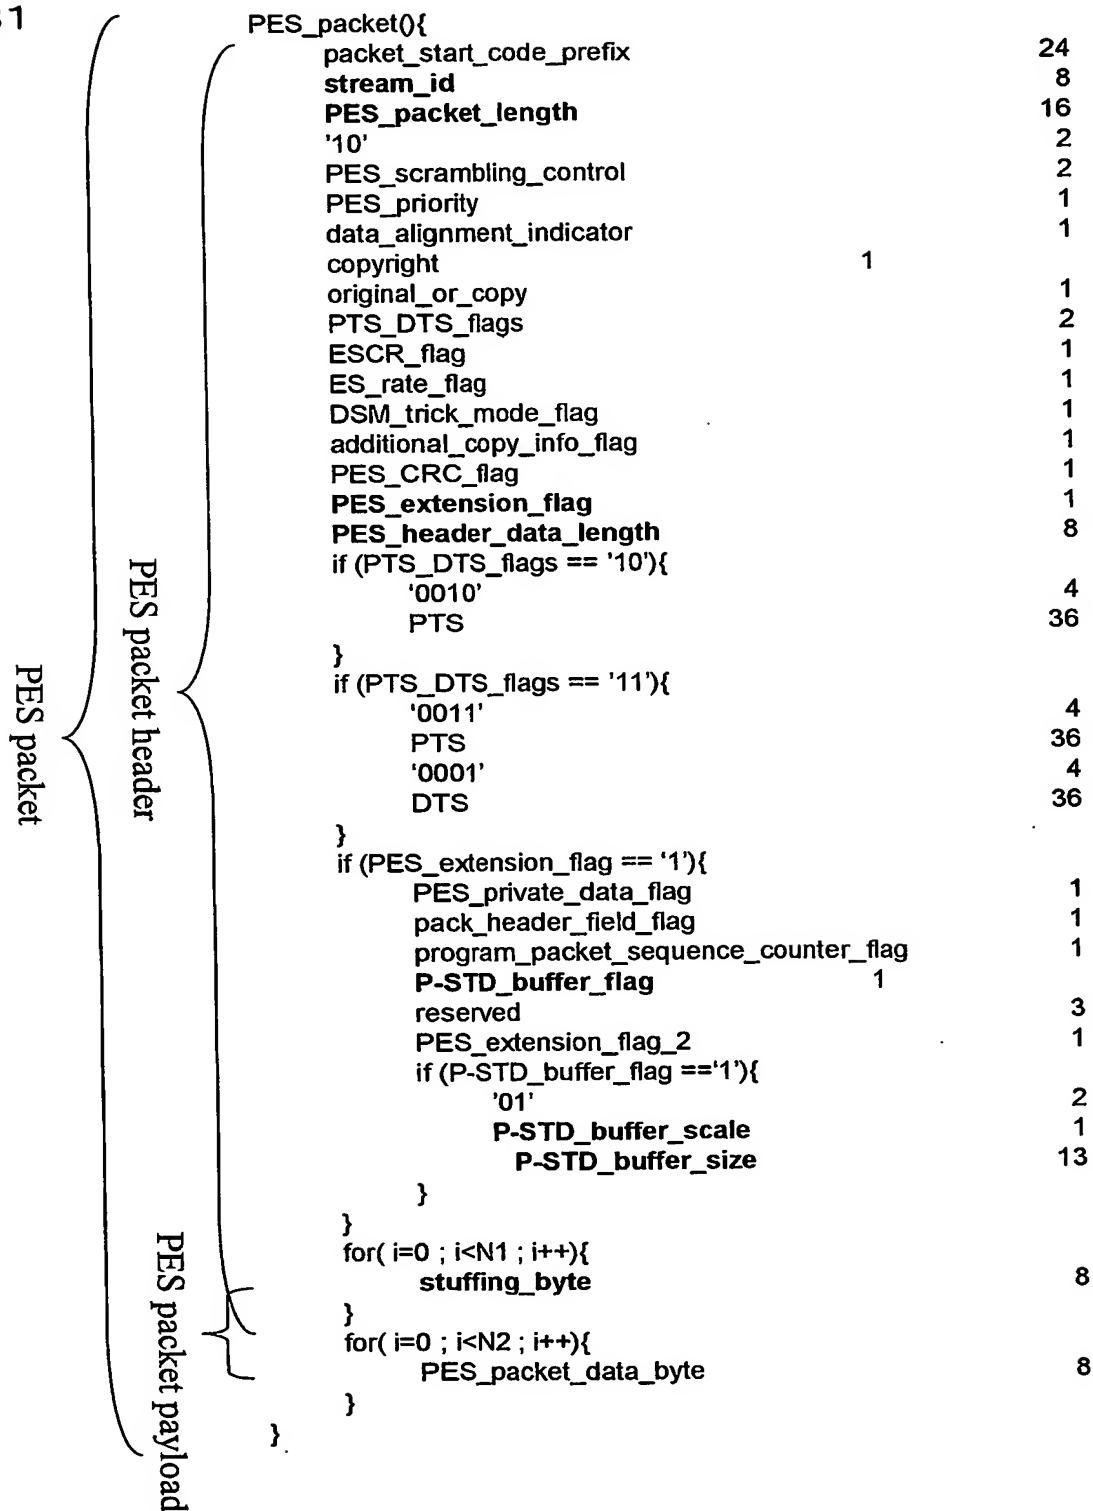 31
PES_packet(){
packet_start_code_prefix 24
stream_id 8
PES_packet_length 16
'10' 2
PES_scrambling_control 2
PES_priority 1
data_alignment_indicator 1
copyright 1
original_or_copy 1
PTS_DTS_flags 2
ESCR_flag 1
ES_rate_flag 1
DSM_trick_mode_flag 1
additional_copy_info_flag 1
PES_CRC_flag 1
PES_extension_flag 1
PES_header_data_length 8
if (PTS_DTS_flags == '10'){
'0010' 4
PTS 36
}
if (PTS_DTS_flags == '11'){
'0011' 4
PTS 36
'0001' 4
DTS 36
}
if (PES_extension_flag == '1'){
PES_private_data_flag 1
pack_header_field_flag 1
program_packet_sequence_counter_flag 1
P-STD_buffer_flag 1
reserved 3
PES_extension_flag_2 1
if (P-STD_buffer_flag =='1'){
'01' 2
P-STD_buffer_scale 1
P-STD_buffer_size 13
}
}
for( i=0 ; i<N1 ; i++){
stuffing_byte 8
}
for( i=0 ; i<N2 ; i++){
PES_packet_data_byte 8
}
}
PES packet
PES packet header
PES packet payload